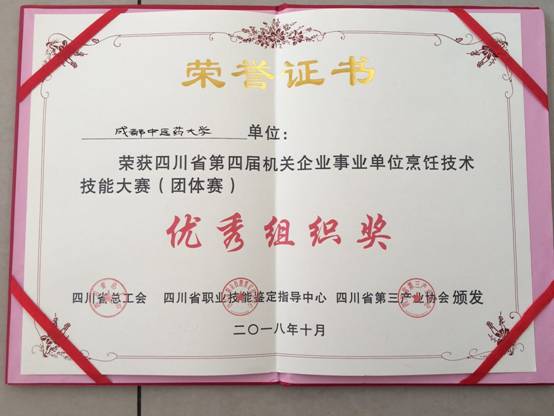 荣誉证书
成都中医药大学 单位：
荣获四川省第四届机关企业事业单位烹饪技术
技能大赛（团体赛）
优秀组织奖
四川省总工会 四川省职业技能鉴定指导中心 四川省第三产业协会 颁发
二〇一八年十月